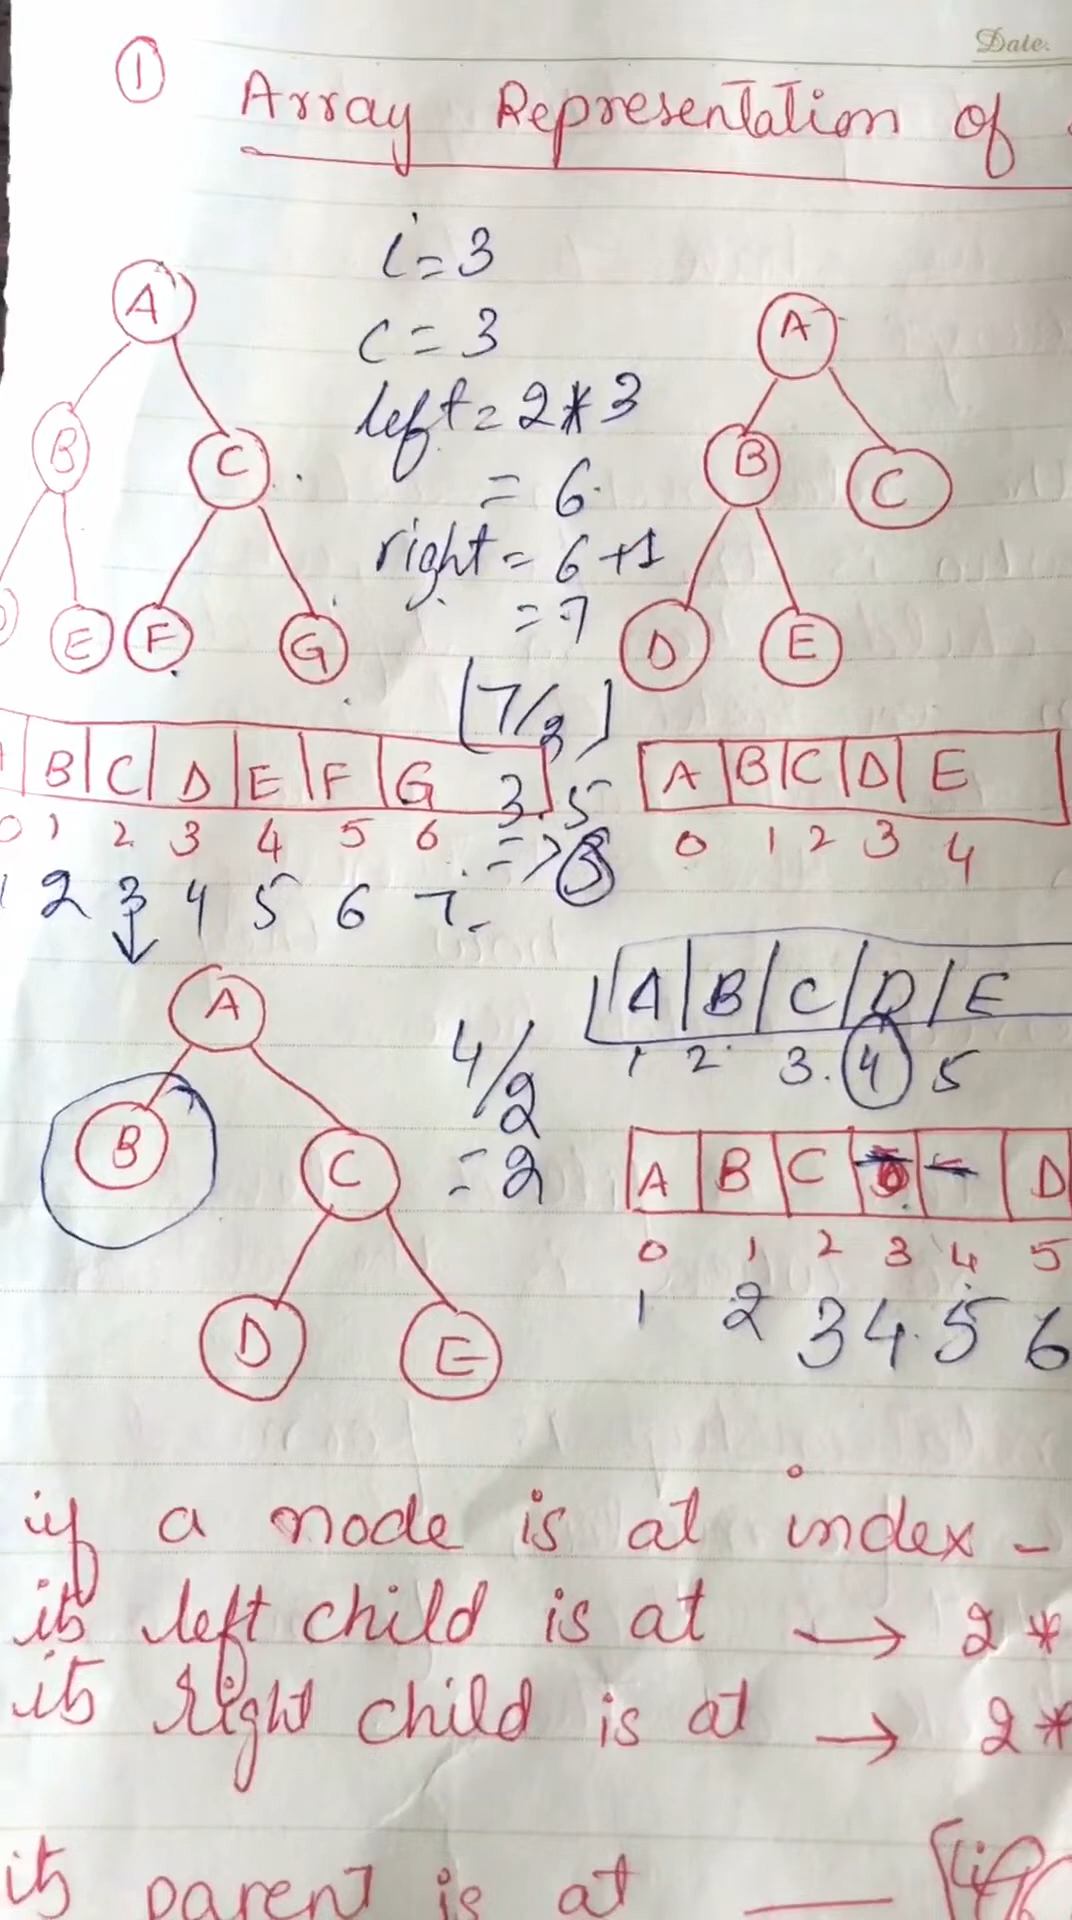 Date.
①
Array Representation of
i=3
c=3
left=2*3
=6
right=6+1
=7
A
B
C
E
F
G
A
B
C
D
E
[7/2]
3.5
=>3
B C D E F G
0 1 2 3 4 5 6
1 2 3 4 5 6 7
A B C D E
0 1 2 3 4
A B C D E
1 2 3. 4 5
A
B
C
D
E
4/2
=2
A B C - D
0 1 2 3 4 5
1 2 3 4 5 6
if a node is at index -
its left child is at → 2*
its right child is at → 2*
its parent is at —